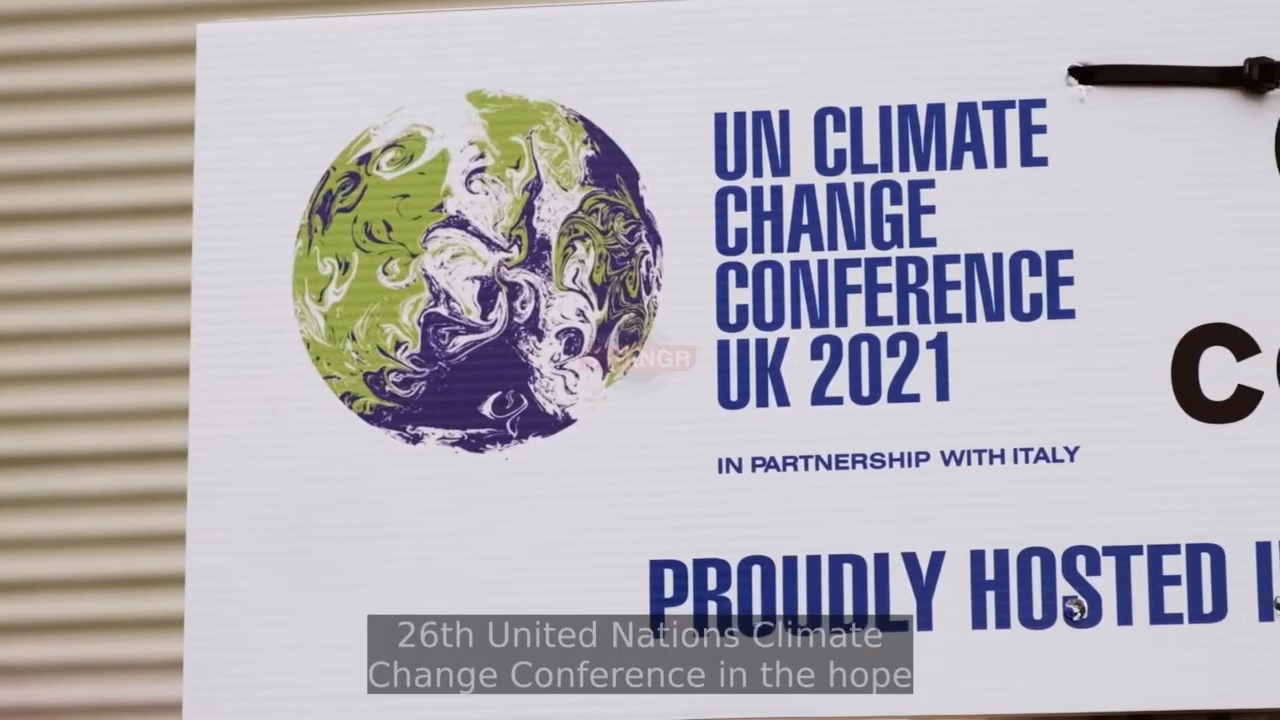 UN CLIMATE
CHANGE
CONFERENCE
UK 2021
IN PARTNERSHIP WITH ITALY
PROUDLY HOSTED
26th United Nations Climate
Change Conference in the hope